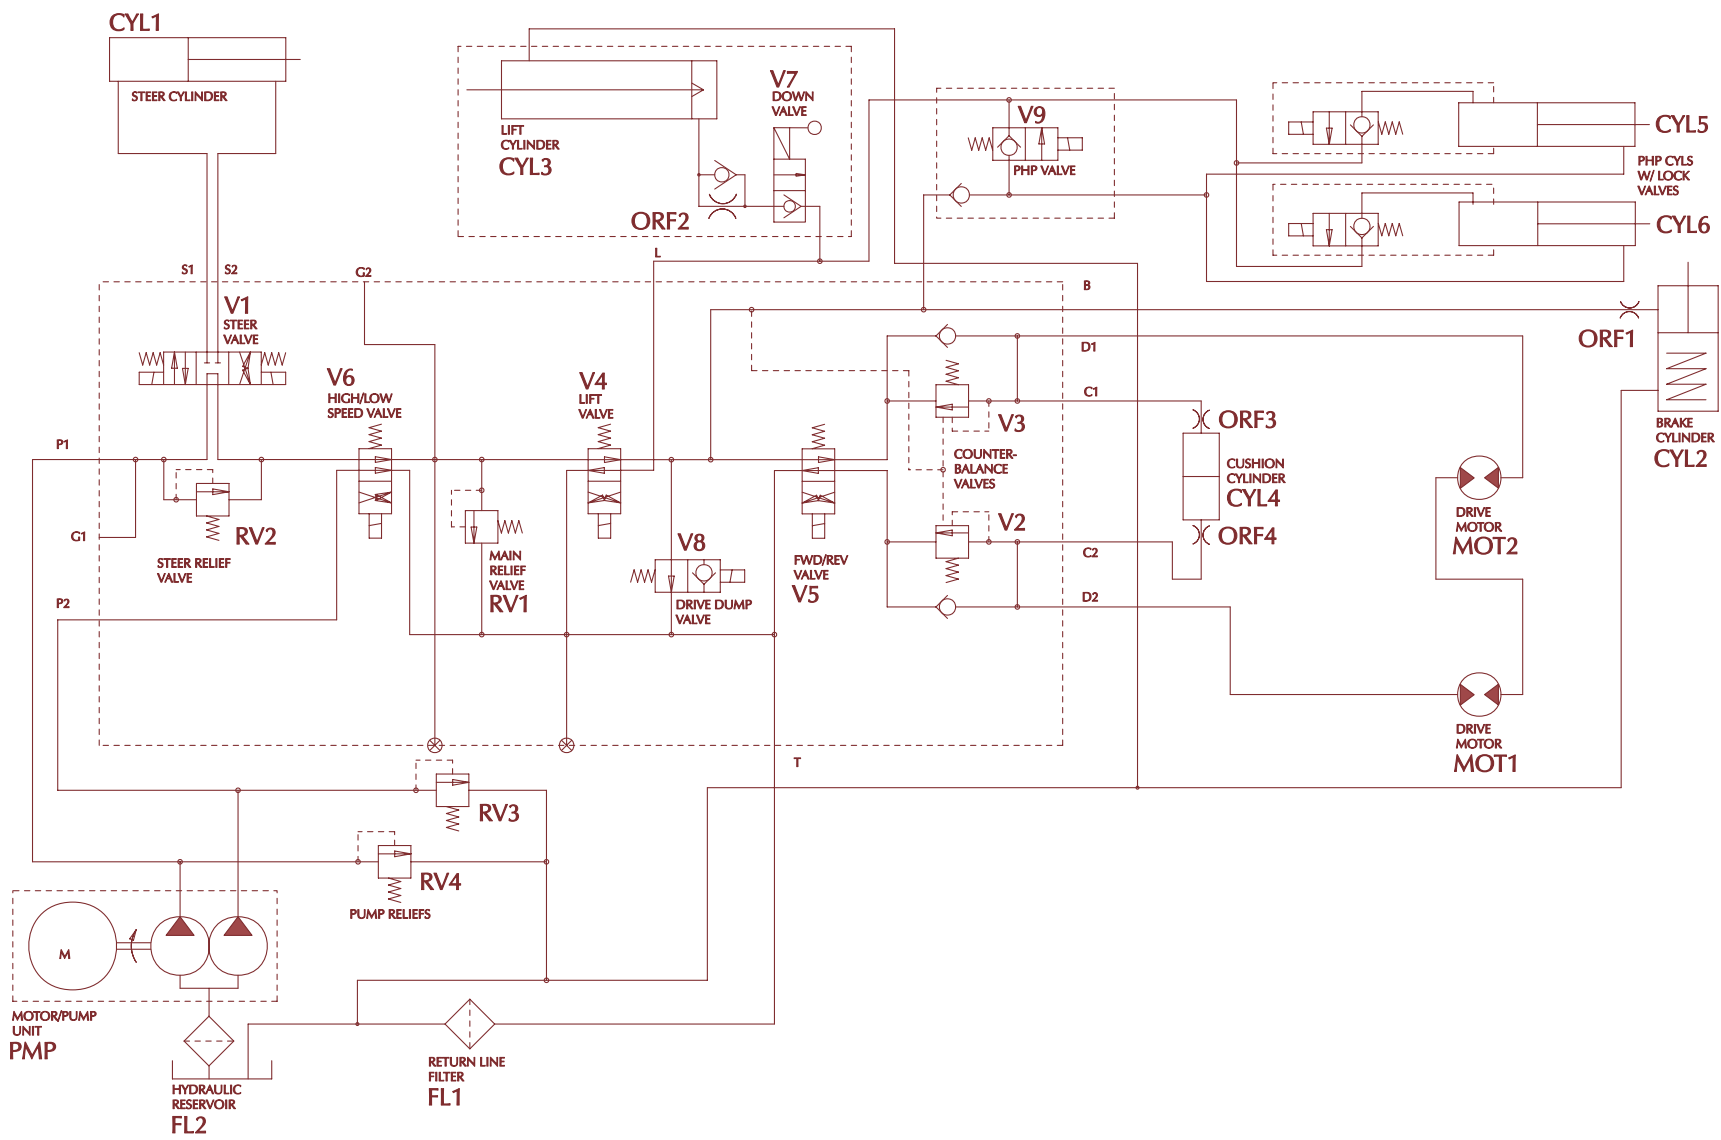 CYL1
STEER CYLINDER
V7
DOWN
VALVE
LIFT
CYLINDER
CYL3
ORF2
V9
PHP VALVE
CYL5
PHP CYLS
W/ LOCK
VALVES
CYL6
S1
S2
G2
L
B
V1
STEER
VALVE
ORF1
D1
V6
HIGH/LOW
SPEED VALVE
V4
LIFT
VALVE
C1
V3
ORF3
BRAKE
CYLINDER
CYL2
P1
COUNTER-
BALANCE
VALVES
CUSHION
CYLINDER
CYL4
G1
RV2
STEER RELIEF
VALVE
MAIN
RELIEF
VALVE
RV1
V8
DRIVE DUMP
VALVE
FWD/REV
VALVE
V5
V2
ORF4
C2
DRIVE
MOTOR
MOT2
P2
D2
DRIVE
MOTOR
MOT1
T
RV3
RV4
PUMP RELIEFS
M
MOTOR/PUMP
UNIT
PMP
HYDRAULIC
RESERVOIR
FL2
RETURN LINE
FILTER
FL1